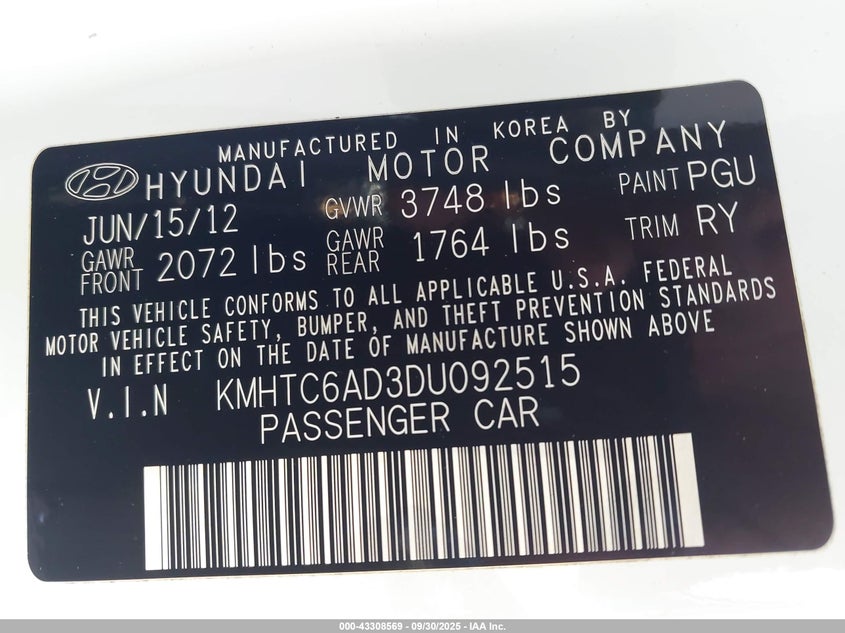 MANUFACTURED IN KOREA BY
HYUNDAI MOTOR COMPANY
JUN/15/12 GVWR 3748 lbs PAINT PGU
GAWR FRONT 2072 lbs GAWR REAR 1764 lbs TRIM RY
THIS VEHICLE CONFORMS TO ALL APPLICABLE U.S.A. FEDERAL
MOTOR VEHICLE SAFETY, BUMPER, AND THEFT PREVENTION STANDARDS
IN EFFECT ON THE DATE OF MANUFACTURE SHOWN ABOVE
V.I.N KMHTC6AD3DU092515
PASSENGER CAR
000-43308569 - 09/30/2025 - IAA Inc.